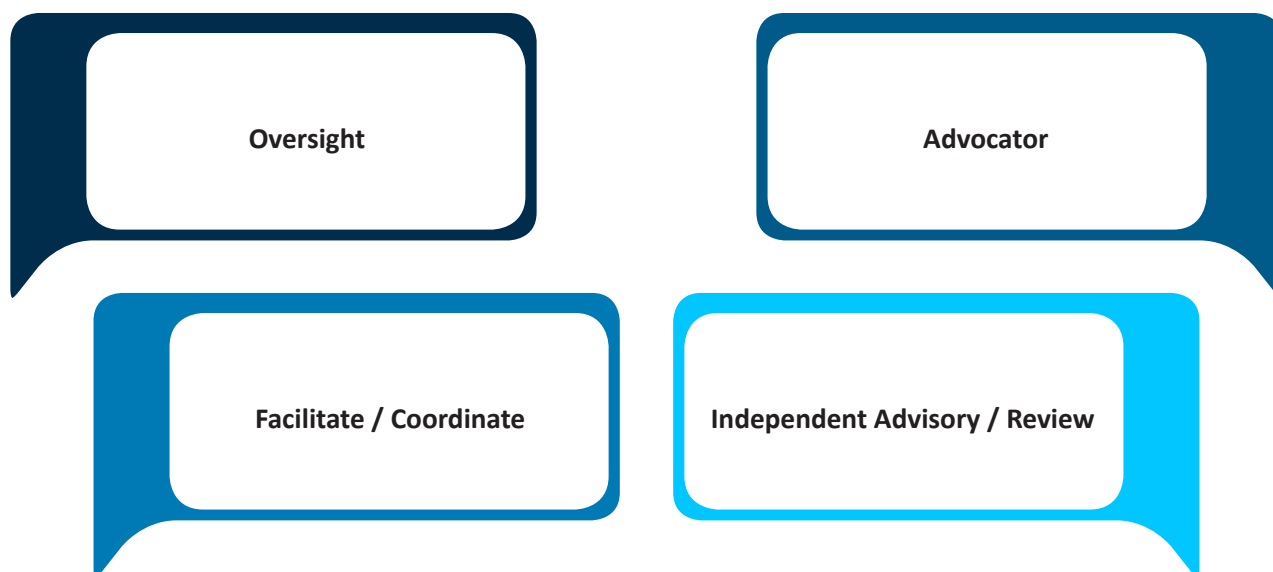 Oversight
Advocator
Facilitate / Coordinate
Independent Advisory / Review